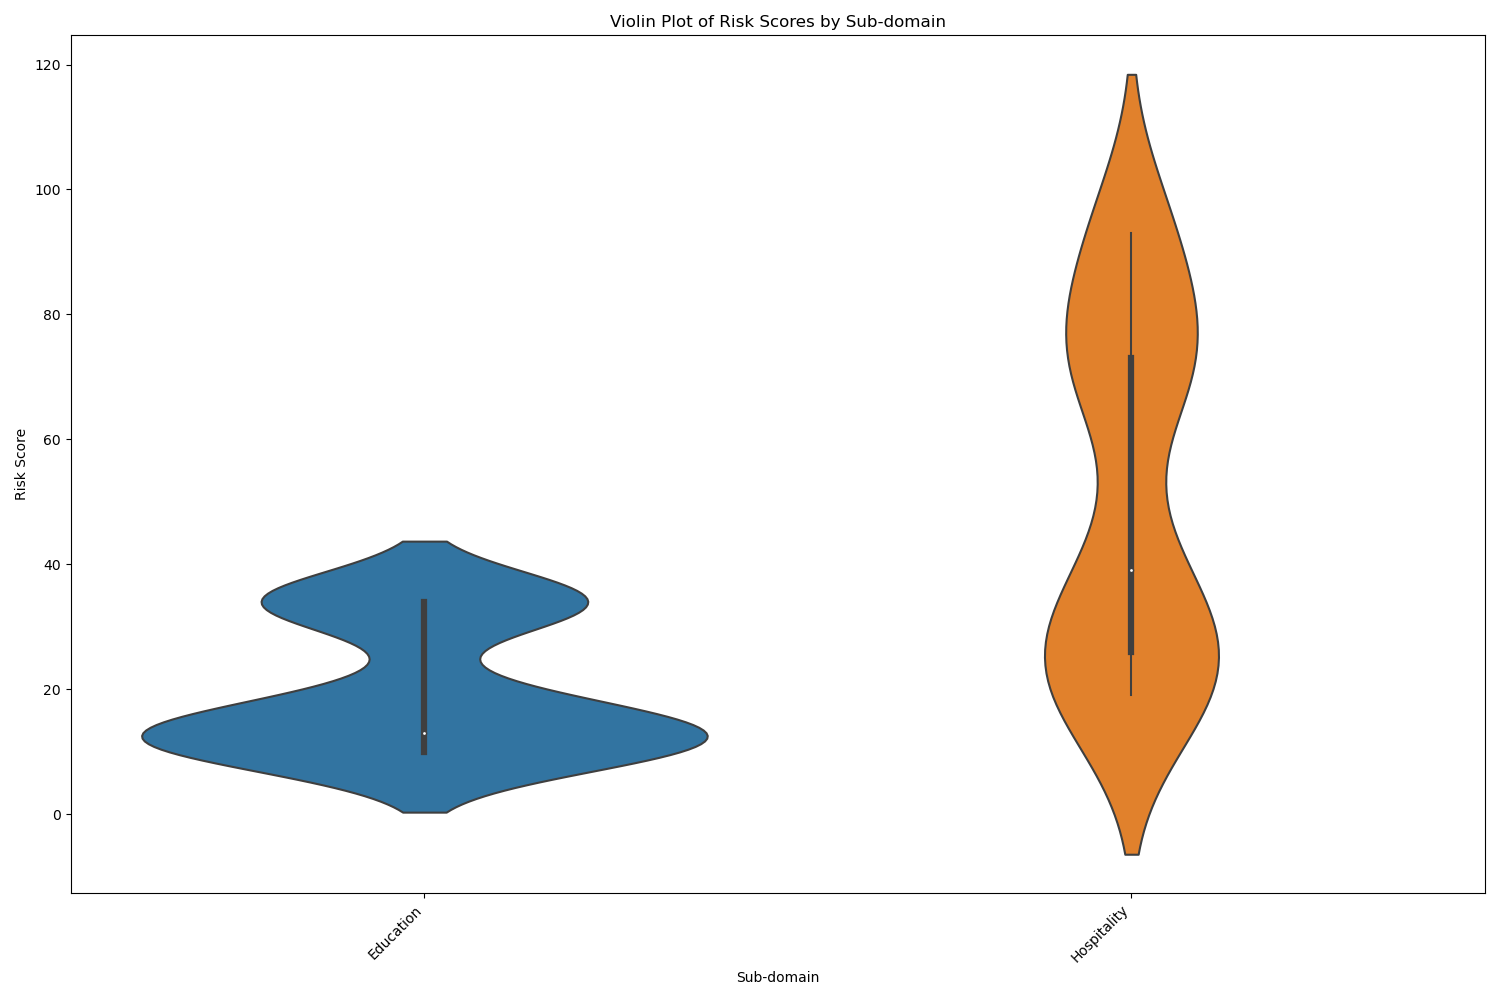 Violin Plot of Risk Scores by Sub-domain
120
100
80
60
40
20
0
Risk Score
Education
Hospitality
Sub-domain